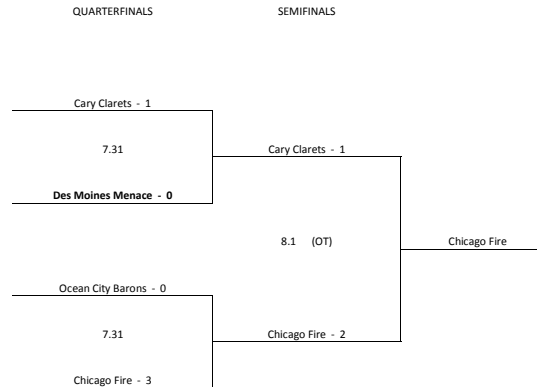 QUARTERFINALS SEMIFINALS
Cary Clarets - 1
7.31
Cary Clarets - 1
Des Moines Menace - 0
8.1 (OT)
Chicago Fire
Ocean City Barons - 0
7.31
Chicago Fire - 2
Chicago Fire - 3